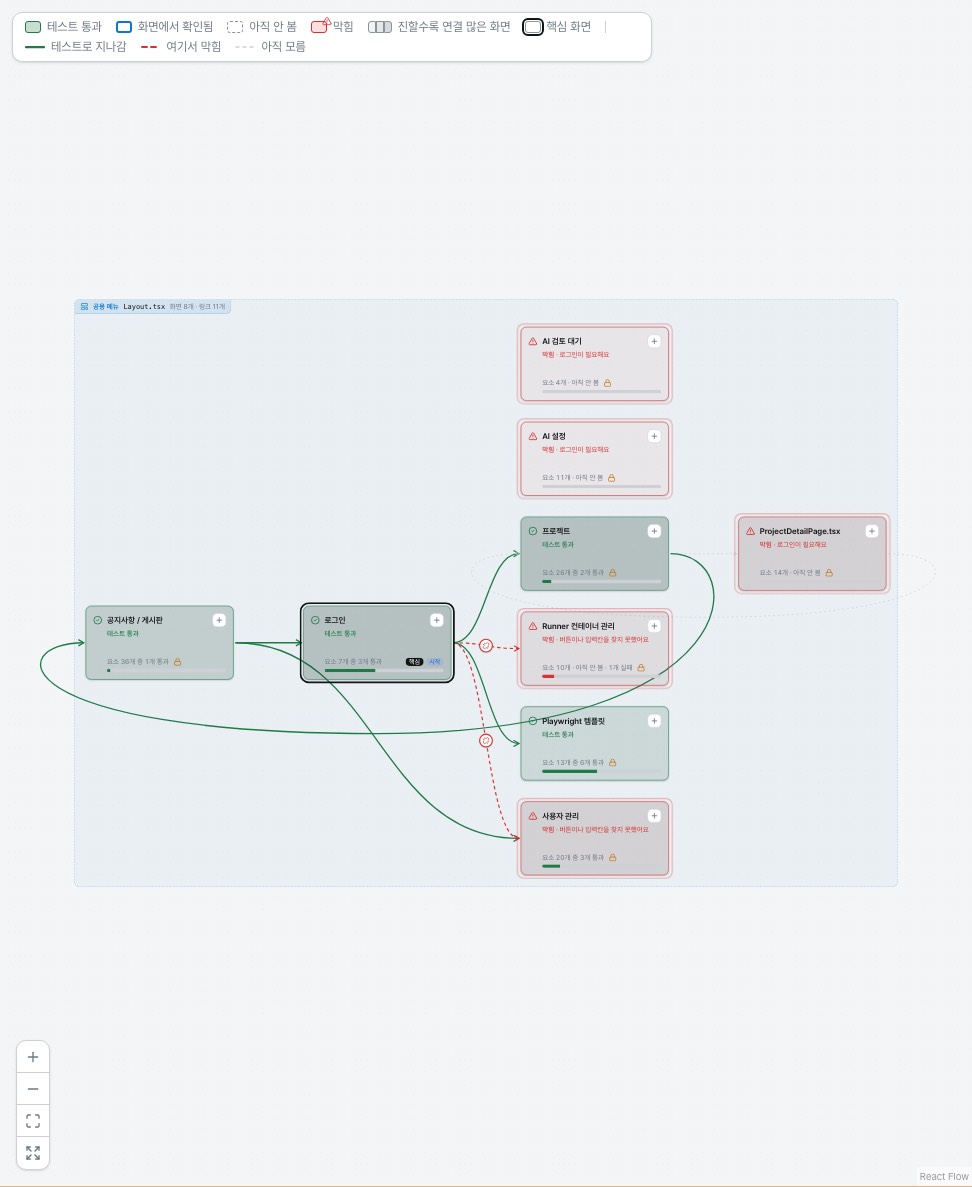 테스트 통과 화면에서 확인됨 아직 안 봄 막힘 진할수록 연결 많은 화면 핵심 화면
테스트로 지나감 여기서 막힘 아직 모름
공용 메뉴 Layout.tsx 화면 8개 · 링크 11개
AI 검토 대기
막힘 · 로그인이 필요해요
요소 4개 · 아직 안 봄
AI 설정
막힘 · 로그인이 필요해요
요소 11개 · 아직 안 봄
프로젝트
테스트 통과
요소 26개 중 2개 통과
ProjectDetailPage.tsx
막힘 · 로그인이 필요해요
요소 14개 · 아직 안 봄
공지사항 / 게시판
테스트 통과
요소 36개 중 1개 통과
로그인
테스트 통과
요소 7개 중 3개 통과 핵심 시작
Runner 컨테이너 관리
막힘 · 버튼이나 입력칸을 찾지 못했어요
요소 10개 · 아직 안 봄 · 1개 실패
Playwright 템플릿
테스트 통과
요소 13개 중 6개 통과
사용자 관리
막힘 · 버튼이나 입력칸을 찾지 못했어요
요소 20개 중 3개 통과
React Flow